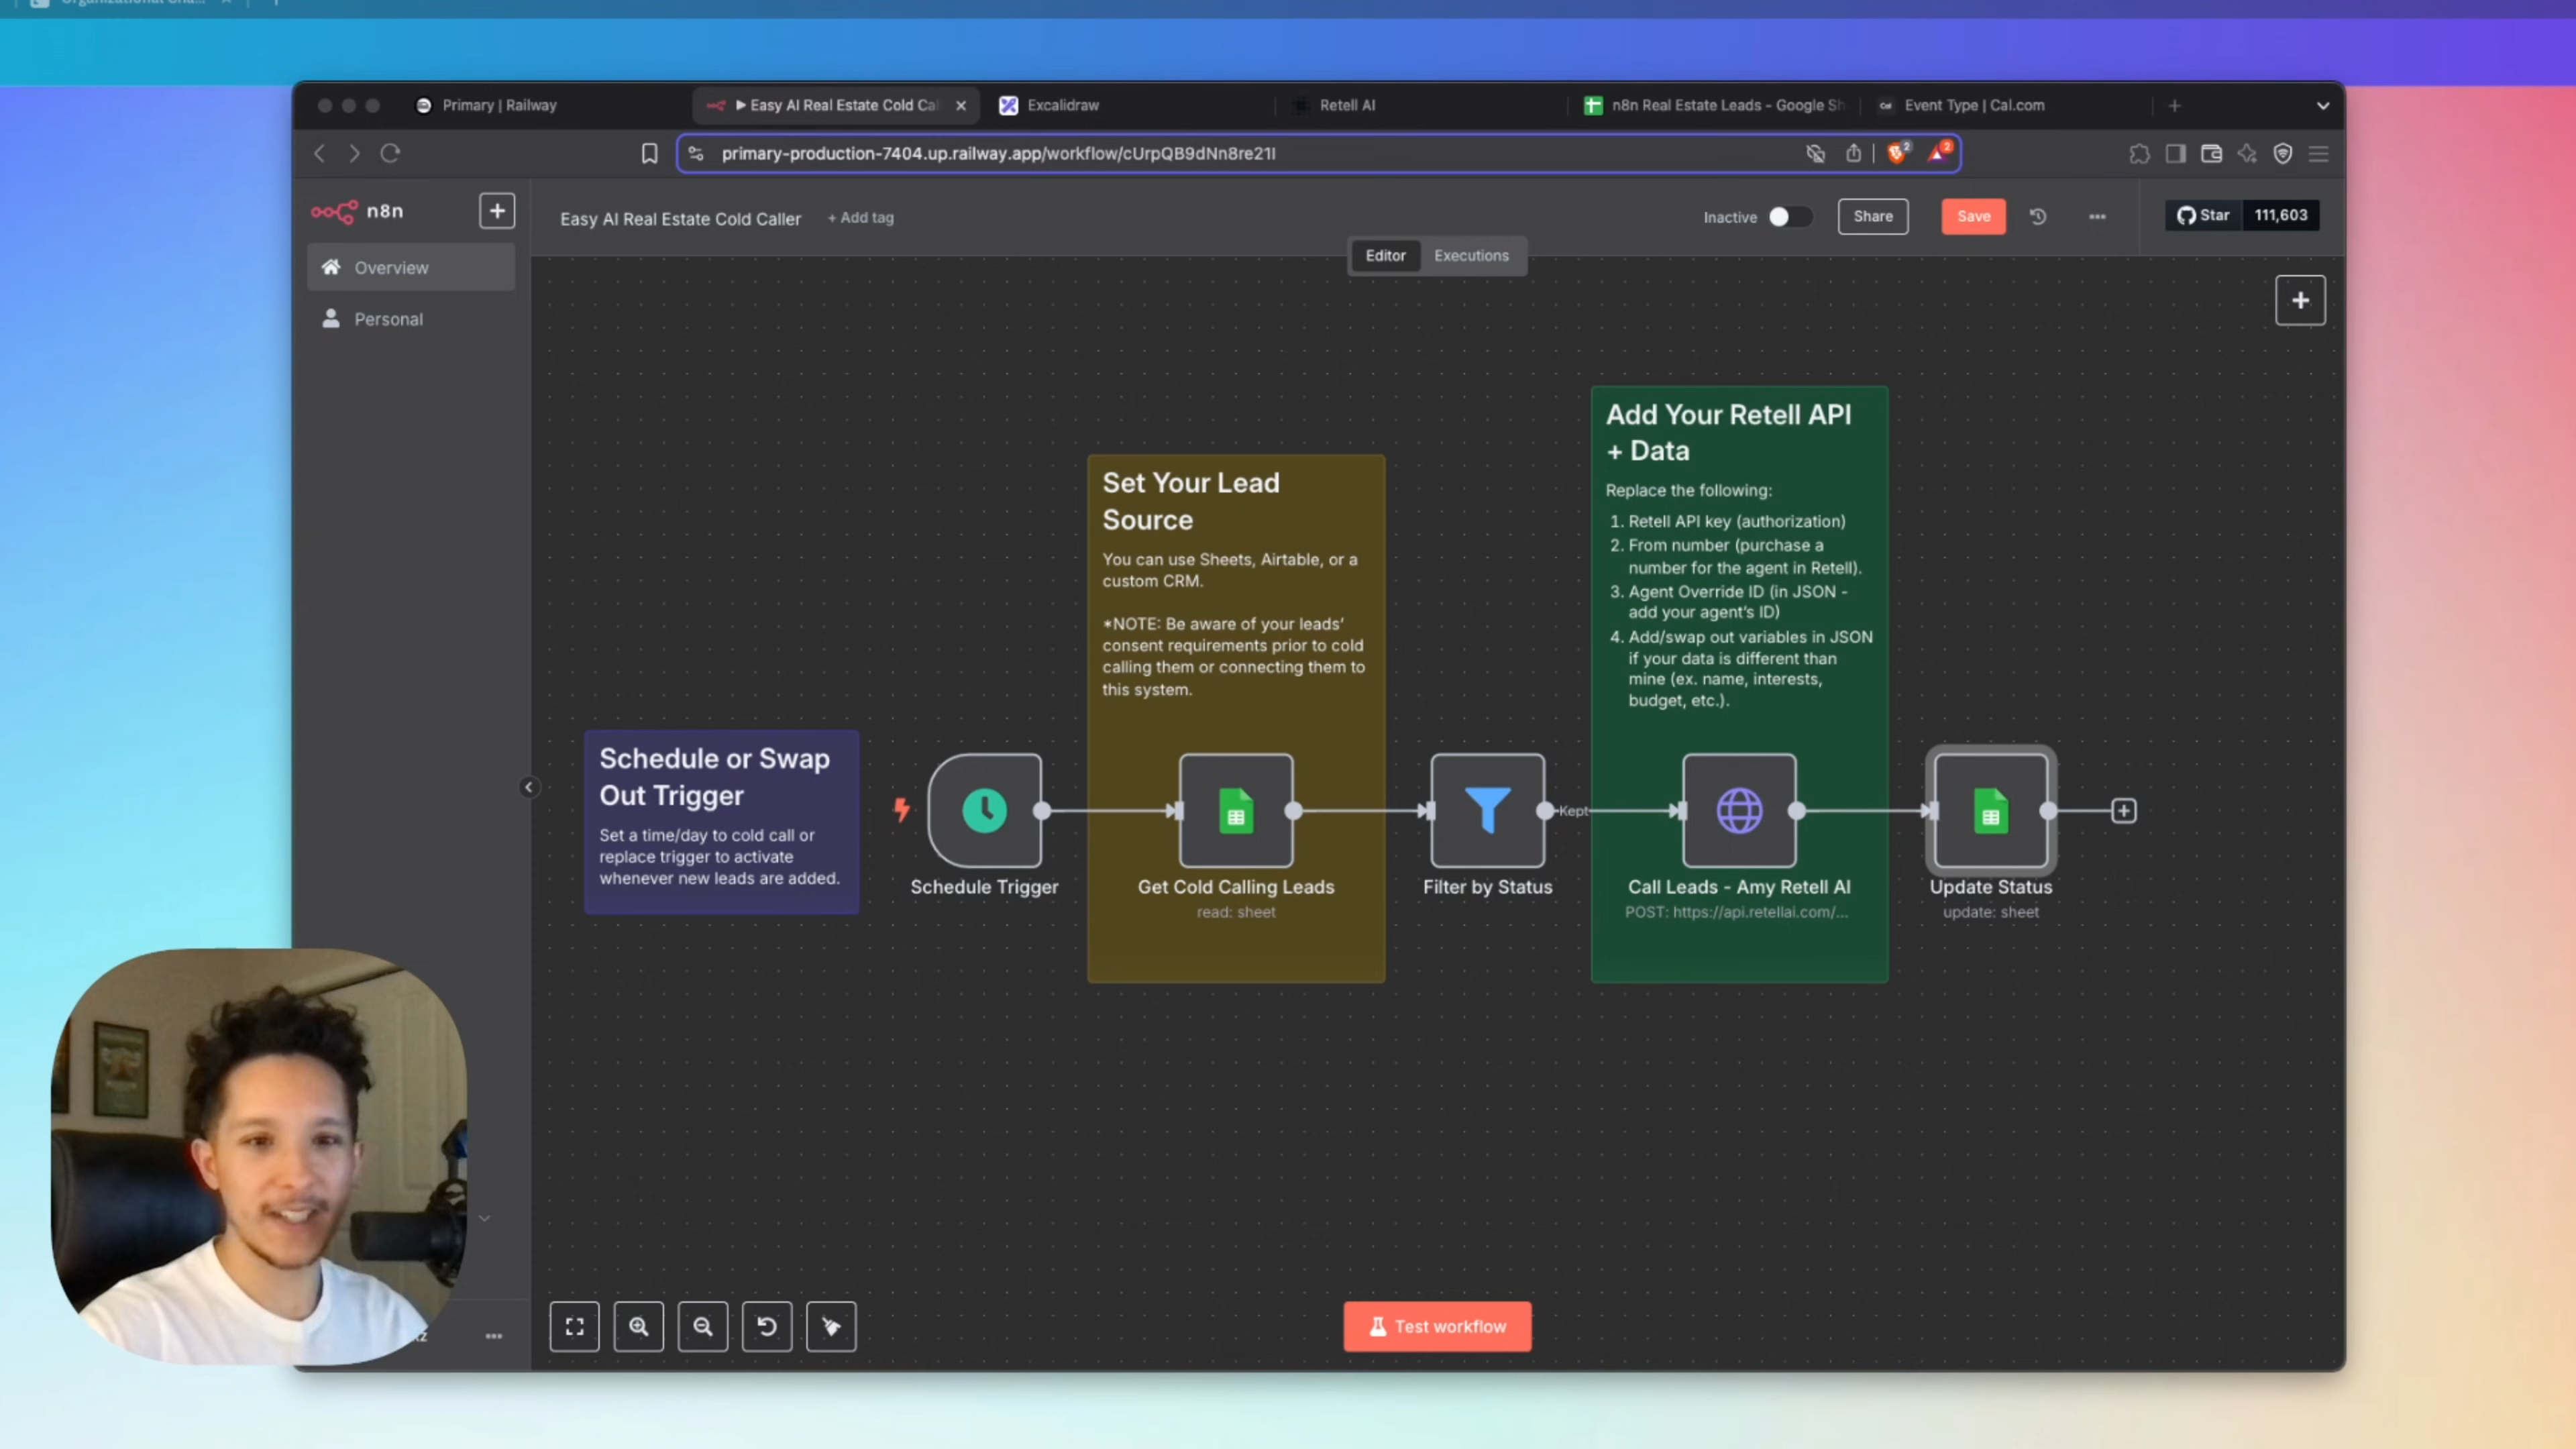 Organizational Cha...
Primary | Railway
Easy AI Real Estate Cold Cal
Excalidraw
Retell AI
n8n Real Estate Leads - Google Sh
Cal
Event Type | Cal.com
primary-production-7404.up.railway.app/workflow/cUrpQB9dNn8re21I
2
2
n8n
Easy AI Real Estate Cold Caller
+ Add tag
Inactive
Share
Save
Star
111,603
Editor
Executions
Overview
Personal
Schedule or Swap
Out Trigger
Set a time/day to cold call or
replace trigger to activate
whenever new leads are added.
Set Your Lead
Source
You can use Sheets, Airtable, or a
custom CRM.
*NOTE: Be aware of your leads'
consent requirements prior to cold
calling them or connecting them to
this system.
Add Your Retell API
+ Data
Replace the following:
1. Retell API key (authorization)
2. From number (purchase a
number for the agent in Retell).
3. Agent Override ID (in JSON -
add your agent's ID)
4. Add/swap out variables in JSON
if your data is different than
mine (ex. name, interests,
budget, etc.).
Kept
Schedule Trigger
Get Cold Calling Leads
read: sheet
Filter by Status
Call Leads - Amy Retell AI
POST: https://api.retellai.com/...
Update Status
update: sheet
Test workflow